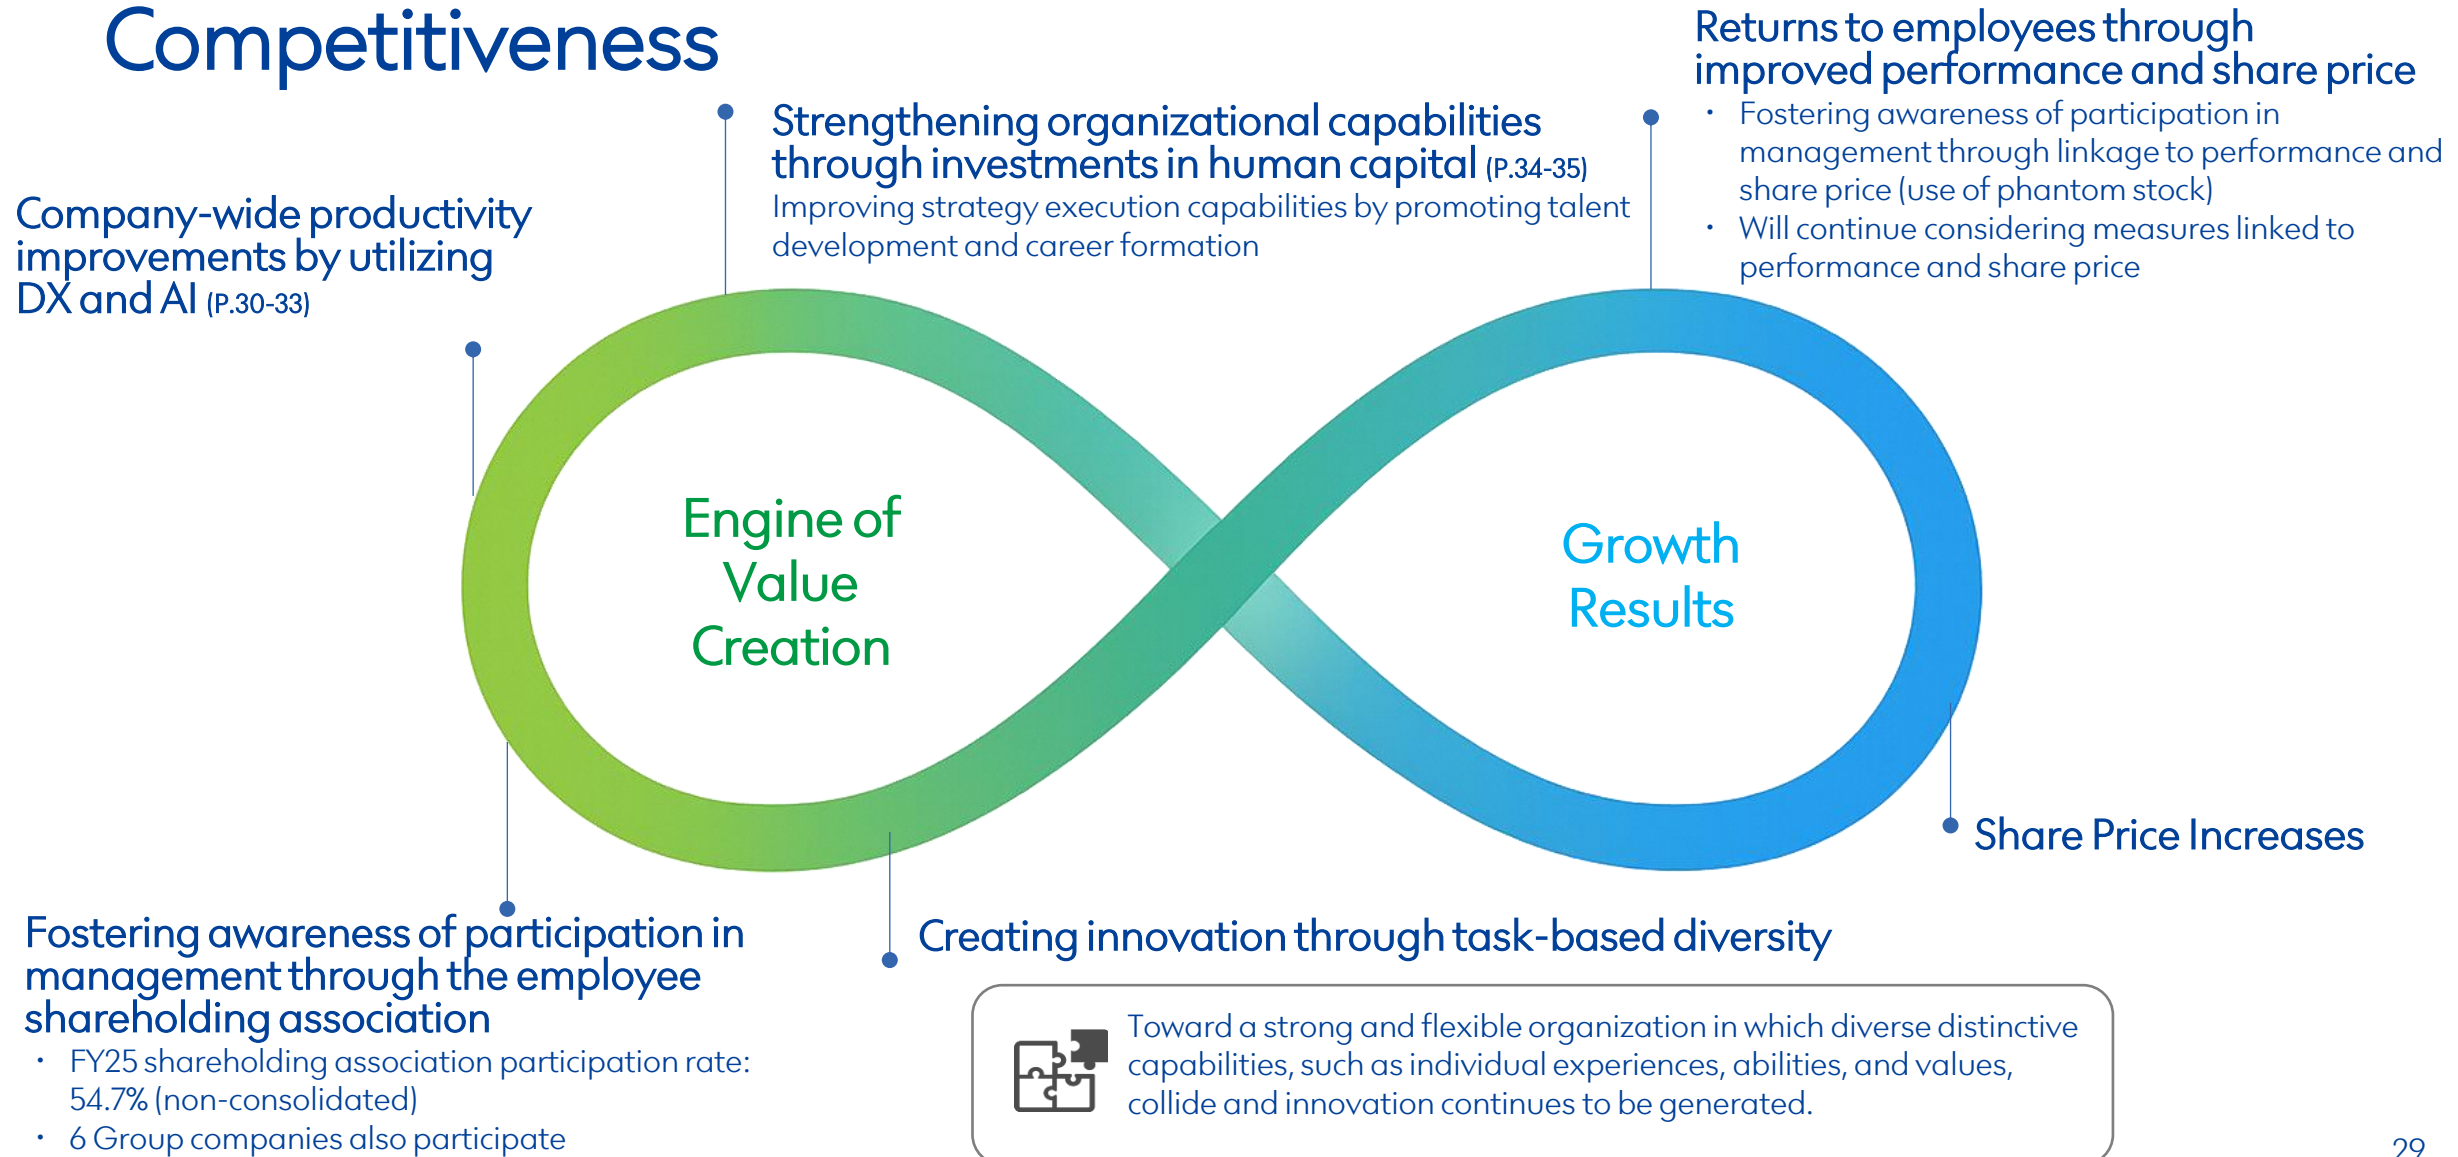 Competitiveness
Company-wide productivity
improvements by utilizing
DX and AI (P.30-33)
Strengthening organizational capabilities
through investments in human capital (P.34-35)
Improving strategy execution capabilities by promoting talent
development and career formation
Returns to employees through
improved performance and share price
・ Fostering awareness of participation in
management through linkage to performance and
share price (use of phantom stock)
・ Will continue considering measures linked to
performance and share price
Engine of
Value
Creation
Growth
Results
Share Price Increases
Fostering awareness of participation in
management through the employee
shareholding association
・ FY25 shareholding association participation rate:
54.7% (non-consolidated)
・ 6 Group companies also participate
Creating innovation through task-based diversity
Toward a strong and flexible organization in which diverse distinctive
capabilities, such as individual experiences, abilities, and values,
collide and innovation continues to be generated.
29